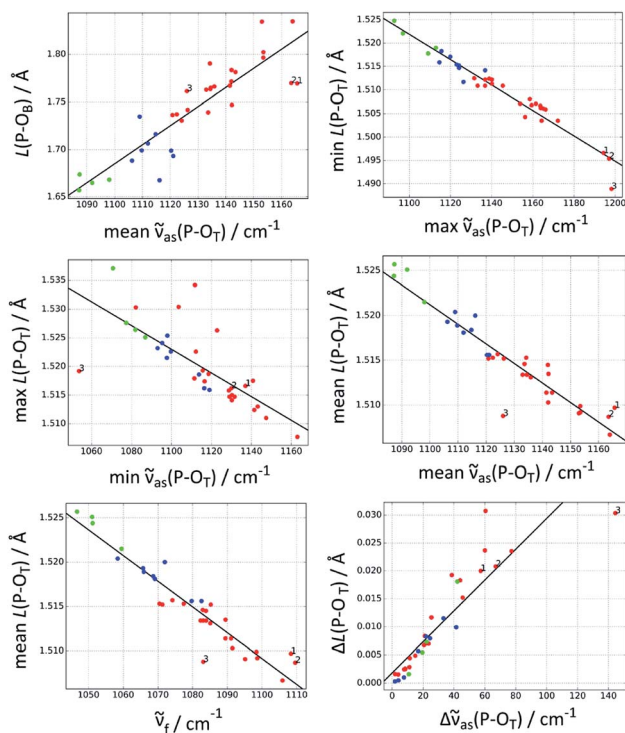 L(P-O_B) / Å
1.80
1.75
1.70
1.65
3
21
1090 1100 1110 1120 1130 1140 1150 1160
mean ṽ_as(P-O_T) / cm⁻¹
min L(P-O_T) / Å
1.525
1.520
1.515
1.510
1.505
1.500
1.495
1.490
1
2
3
1100 1120 1140 1160 1180 1200
max ṽ_as(P-O_T) / cm⁻¹
max L(P-O_T) / Å
1.535
1.530
1.525
1.520
1.515
1.510
3
2
1
1060 1080 1100 1120 1140 1160
min ṽ_as(P-O_T) / cm⁻¹
mean L(P-O_T) / Å
1.525
1.520
1.515
1.510
3
1
2
1090 1100 1110 1120 1130 1140 1150 1160
mean ṽ_as(P-O_T) / cm⁻¹
mean L(P-O_T) / Å
1.525
1.520
1.515
1.510
3
1
2
1050 1060 1070 1080 1090 1100 1110
ṽ_f / cm⁻¹
ΔL(P-O_T) / Å
0.030
0.025
0.020
0.015
0.010
0.005
0.000
3
1
2
0 20 40 60 80 100 120 140
Δṽ_as(P-O_T) / cm⁻¹